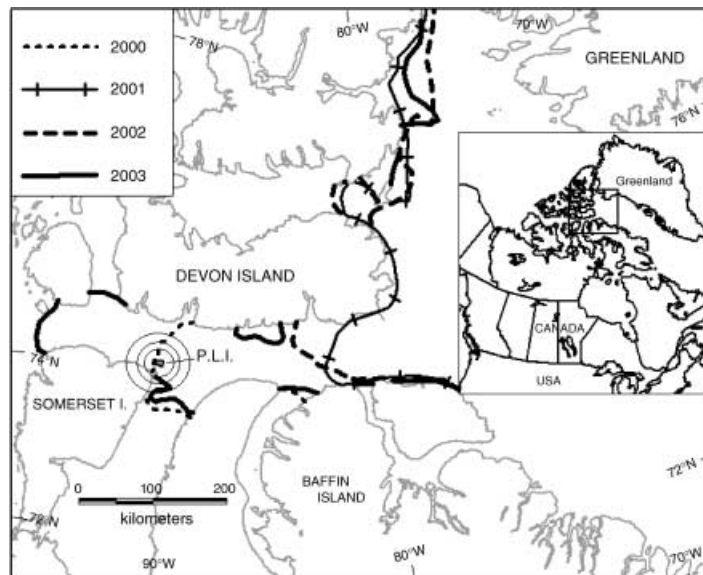 2000
2001
2002
2003
80°W
70°W
78°N
GREENLAND
76°N
Greenland
DEVON ISLAND
CANADA
74°N
P.L.I.
USA
SOMERSET I.
72°N
BAFFIN
ISLAND
0 100 200
kilometers
72°N
90°W
80°W
70°W